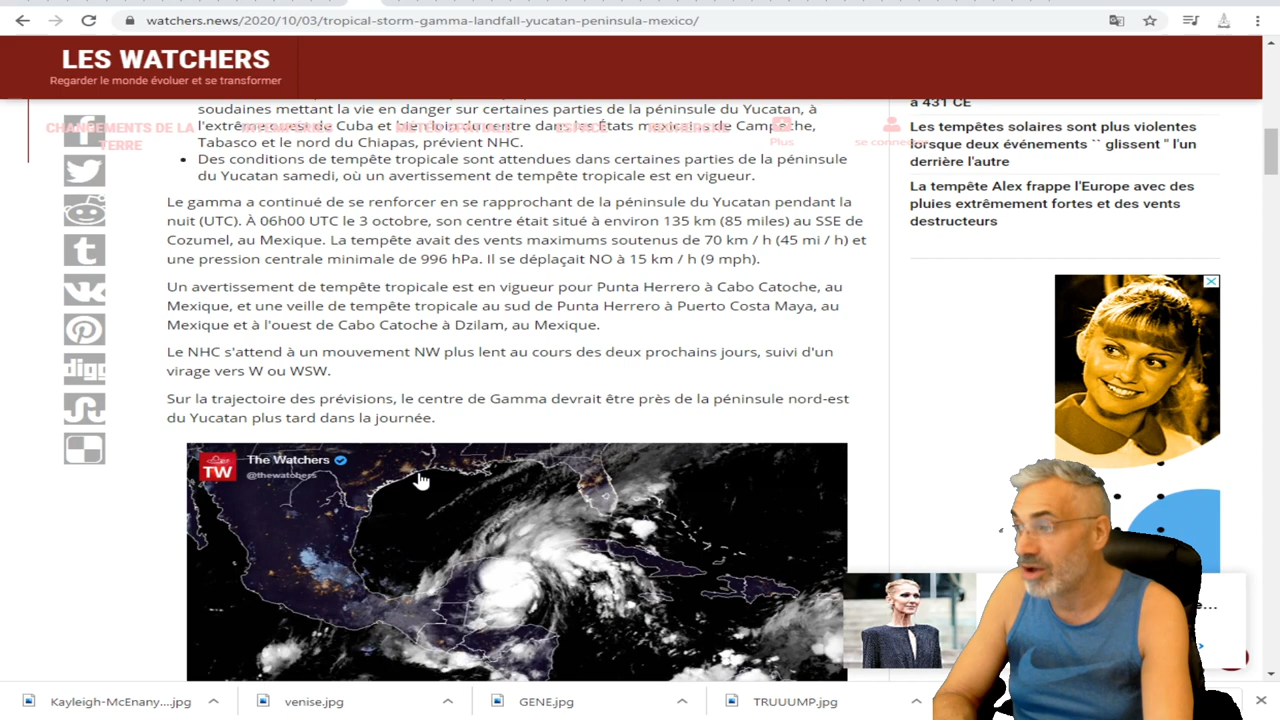 watchers.news/2020/10/03/tropical-storm-gamma-landfall-yucatan-peninsula-mexico/
LES WATCHERS
Regarder le monde évoluer et se transformer
CHANGEMENTS DE LA
TERRE
Plus
se connecter
soudaines mettant la vie en danger sur certaines parties de la péninsule du Yucatan, à
l'extrême ouest de Cuba et bien loin du centre dans les États mexicains de Campeche,
Tabasco et le nord du Chiapas, prévient NHC.
Des conditions de tempête tropicale sont attendues dans certaines parties de la péninsule
du Yucatan samedi, où un avertissement de tempête tropicale est en vigueur.
Le gamma a continué de se renforcer en se rapprochant de la péninsule du Yucatan pendant la
nuit (UTC). À 06h00 UTC le 3 octobre, son centre était situé à environ 135 km (85 miles) au SSE de
Cozumel, au Mexique. La tempête avait des vents maximums soutenus de 70 km / h (45 mi / h) et
une pression centrale minimale de 996 hPa. Il se déplaçait NO à 15 km / h (9 mph).
Un avertissement de tempête tropicale est en vigueur pour Punta Herrero à Cabo Catoche, au
Mexique, et une veille de tempête tropicale au sud de Punta Herrero à Puerto Costa Maya, au
Mexique et à l'ouest de Cabo Catoche à Dzilam, au Mexique.
Le NHC s'attend à un mouvement NW plus lent au cours des deux prochains jours, suivi d'un
virage vers W ou WSW.
Sur la trajectoire des prévisions, le centre de Gamma devrait être près de la péninsule nord-est
du Yucatan plus tard dans la journée.
TW
The Watchers
@thewatchers
digg
à 431 CE
Les tempêtes solaires sont plus violentes
lorsque deux événements `` glissent '' l'un
derrière l'autre
La tempête Alex frappe l'Europe avec des
pluies extrêmement fortes et des vents
destructeurs
Kayleigh-McEnany....jpg
venise.jpg
GENE.jpg
TRUUUMP.jpg